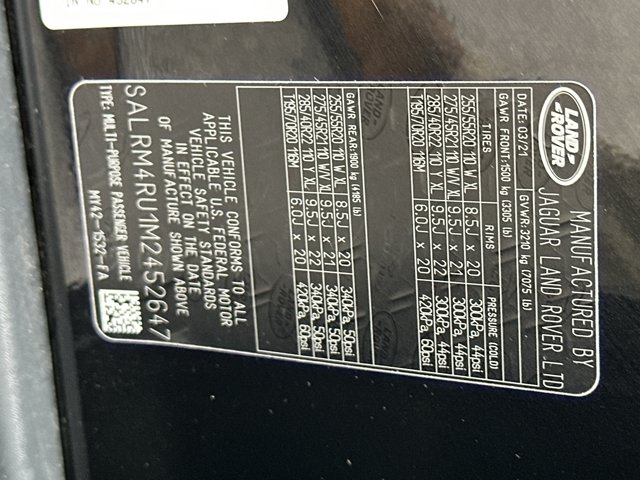 MANUFACTURED BY
JAGUAR LAND ROVER LTD
LAND
ROVER
DATE: 03/21 GVWR: 3210 kg (7075 lb)
GAWR FRONT: 1500 kg (3305 lb)
TIRES RIMS PRESSURE (COLD)
255/55R20 110 W XL 8.5J x 20 300kPa, 44psi
275/45R21 110 W/V XL 9.5J x 21 300kPa, 44psi
285/40R22 110 Y XL 9.5J x 22 300kPa, 44psi
T195/70R20 116M 6.0J x 20 420kPa, 60psi
GAWR REAR: 1900 kg (4185 lb)
255/55R20 110 W XL 8.5J x 20 340kPa, 50psi
275/45R21 110 W/V XL 9.5J x 21 340kPa, 50psi
285/40R22 110 Y XL 9.5J x 22 340kPa, 50psi
T195/70R20 116M 6.0J x 20 420kPa, 60psi
THIS VEHICLE CONFORMS TO ALL
APPLICABLE U.S. FEDERAL MOTOR
VEHICLE SAFETY STANDARDS
IN EFFECT ON THE DATE
OF MANUFACTURE SHOWN ABOVE
SALRM4RU1M2452647
TYPE: MULTI-PURPOSE PASSENGER VEHICLE
MY42-1532-FA